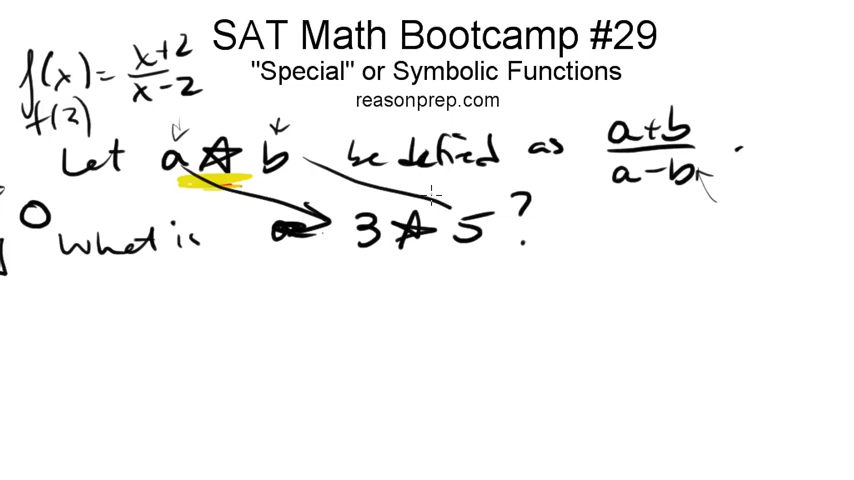 SAT Math Bootcamp #29
"Special" or Symbolic Functions
reasonprep.com
f(x) = x+2 / x-2
f(2)
Let a ☆ b be defined as a+b / a-b .
What is 3 ☆ 5 ?